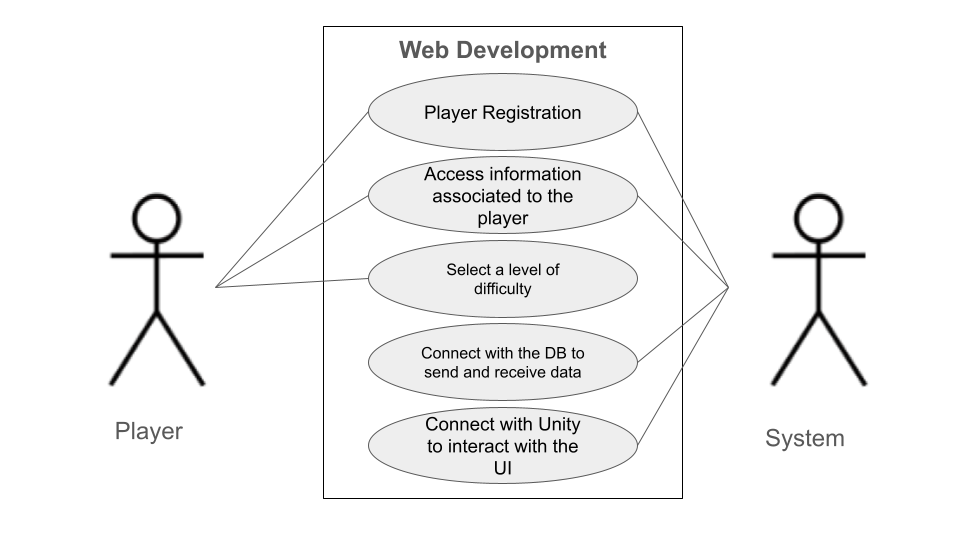 Web Development
Player Registration
Access information
associated to the
player
Select a level of
difficulty
Connect with the DB to
send and receive data
Connect with Unity
to interact with the
UI
Player
System